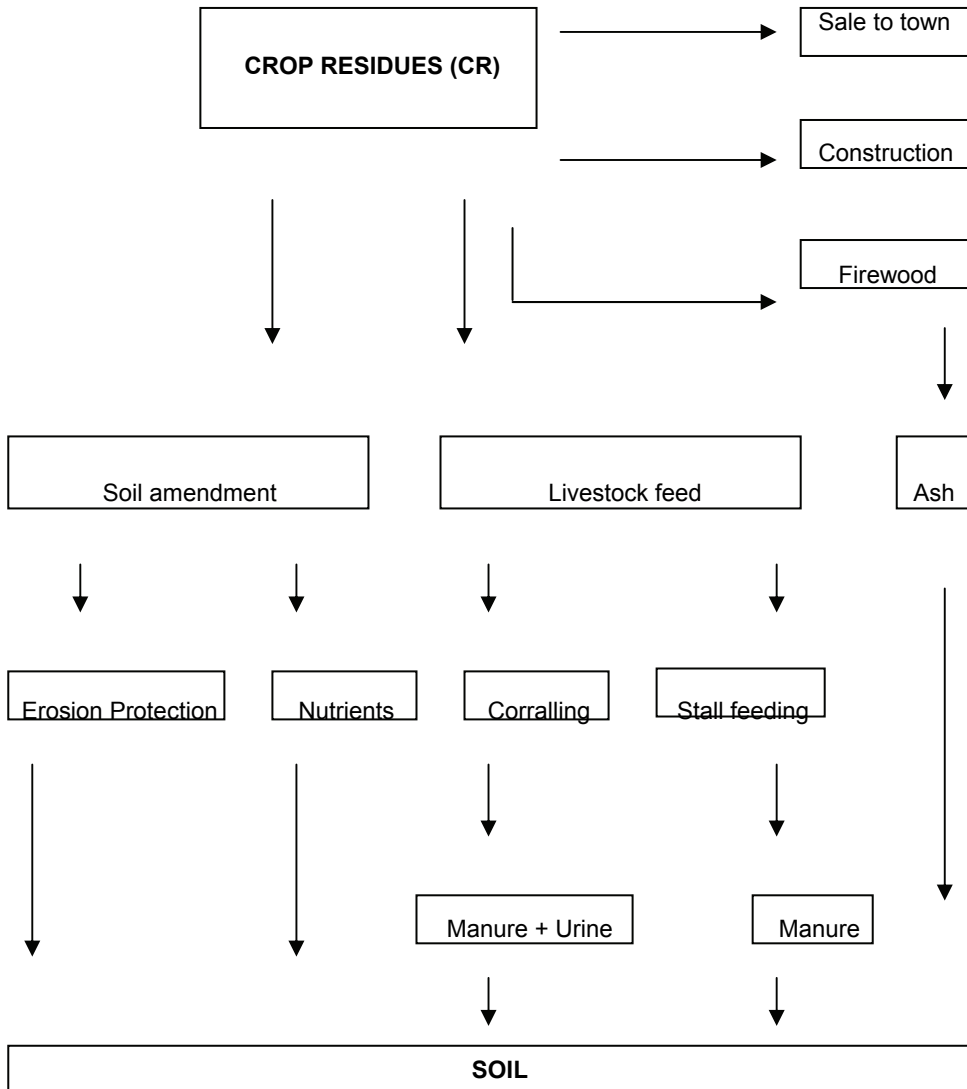 Sale to town
CROP RESIDUES (CR)
Construction
Firewood
Soil amendment
Livestock feed
Ash
Erosion Protection
Nutrients
Corralling
Stall feeding
Manure + Urine
Manure
SOIL